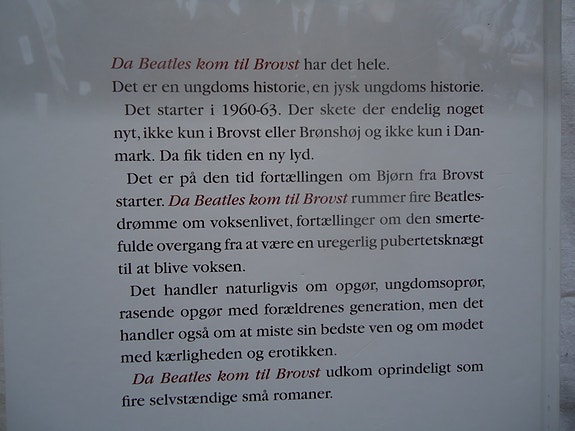 Da Beatles kom til Brovst har det hele.
Det er en ungdoms historie, en jysk ungdoms historie.
Det starter i 1960-63. Der skete der endelig noget
nyt, ikke kun i Brovst eller Brønshøj og ikke kun i Dan-
mark. Da fik tiden en ny lyd.
Det er på den tid fortællingen om Bjørn fra Brovst
starter. Da Beatles kom til Brovst rummer fire Beatles-
drømme om voksenlivet, fortællinger om den smerte-
fulde overgang fra at være en uregerlig pubertetsknægt
til at blive voksen.
Det handler naturligvis om opgør, ungdomsoprør,
rasende opgør med forældrenes generation, men det
handler også om at miste sin bedste ven og om mødet
med kærligheden og erotikken.
Da Beatles kom til Brovst udkom oprindeligt som
fire selvstændige små romaner.